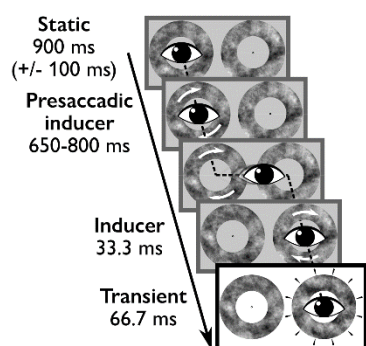 Static
900 ms
(+/- 100 ms)
Presaccadic
inducer
650-800 ms
Inducer
33.3 ms
Transient
66.7 ms